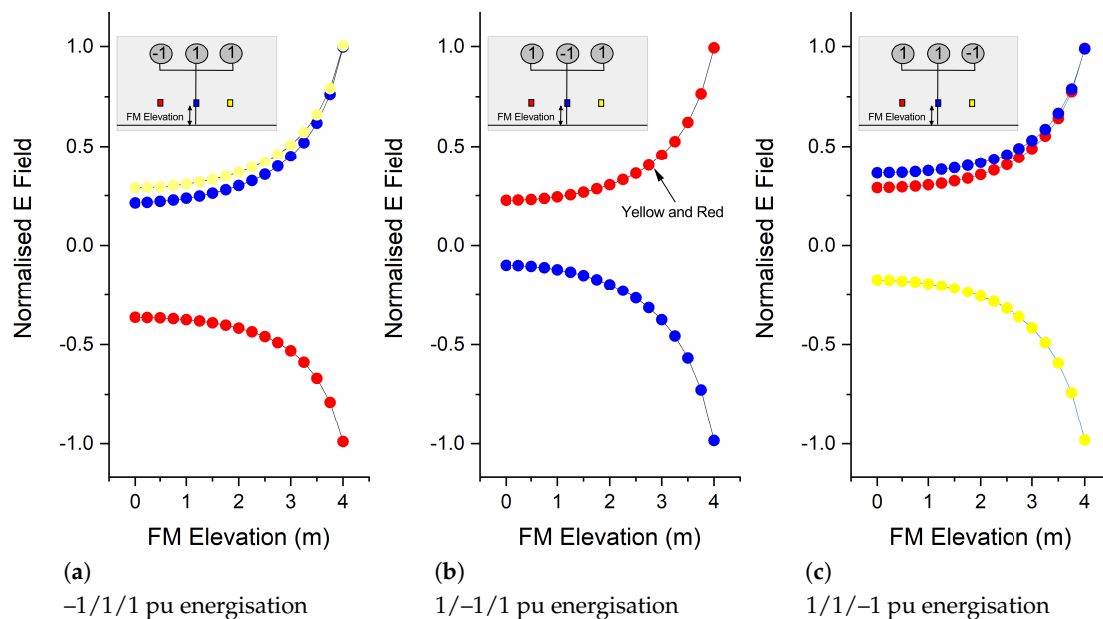 Normalised E Field
1.0
0.5
0.0
-0.5
-1.0
-1 1 1
FM Elevation
0 1 2 3 4
FM Elevation (m)
(a)
–1/1/1 pu energisation
Normalised E Field
1.0
0.5
0.0
-0.5
-1.0
1 -1 1
FM Elevation
Yellow and Red
0 1 2 3 4
FM Elevation (m)
(b)
1/–1/1 pu energisation
Normalised E Field
1.0
0.5
0.0
-0.5
-1.0
1 1 -1
FM Elevation
0 1 2 3 4
FM Elevation (m)
(c)
1/1/–1 pu energisation